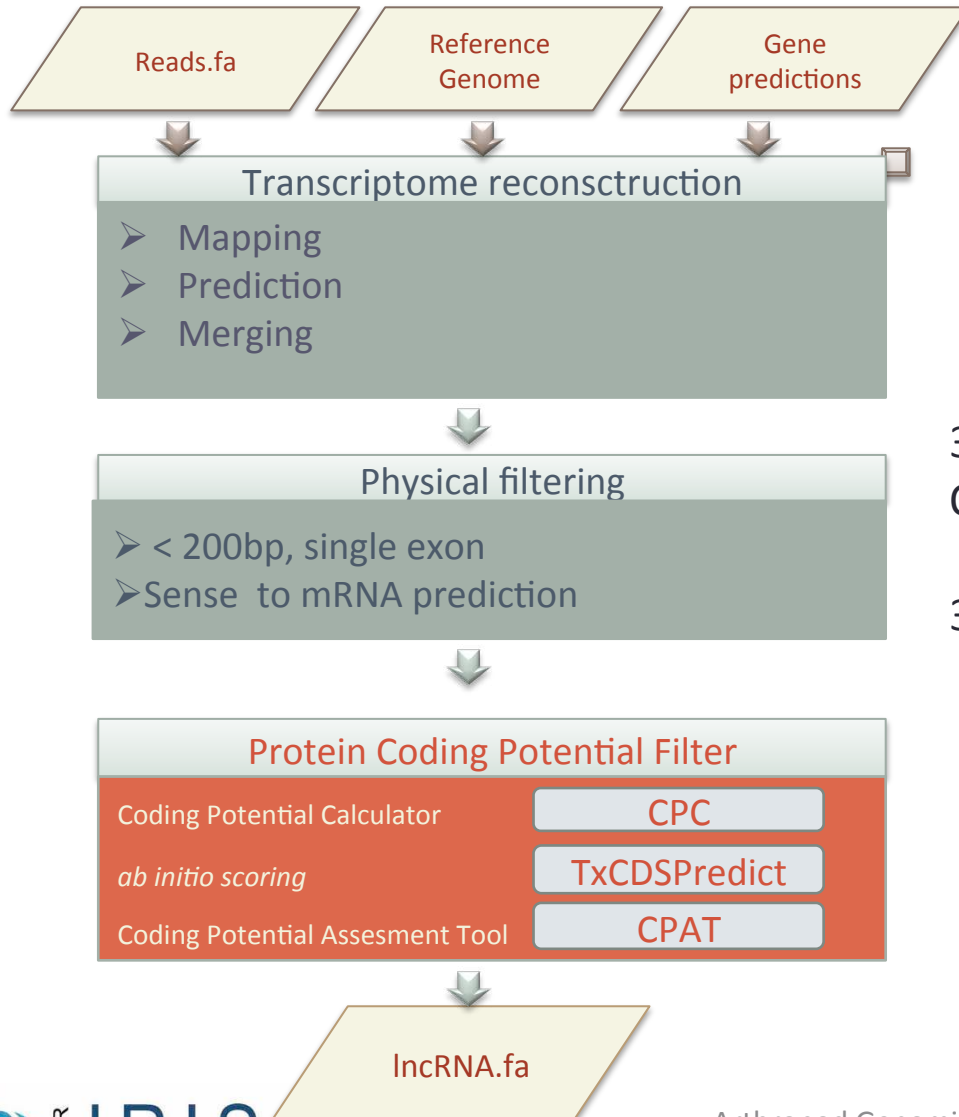 Reads.fa
Reference
Genome
Gene
predictions
Transcriptome reconsctruction
➢ Mapping
➢ Prediction
➢ Merging
Physical filtering
➢ < 200bp, single exon
➢Sense to mRNA prediction
3
Protein Coding Potential Filter
Coding Potential Calculator
CPC
ab initio scoring
TxCDSPredict
Coding Potential Assesment Tool
CPAT
lncRNA.fa